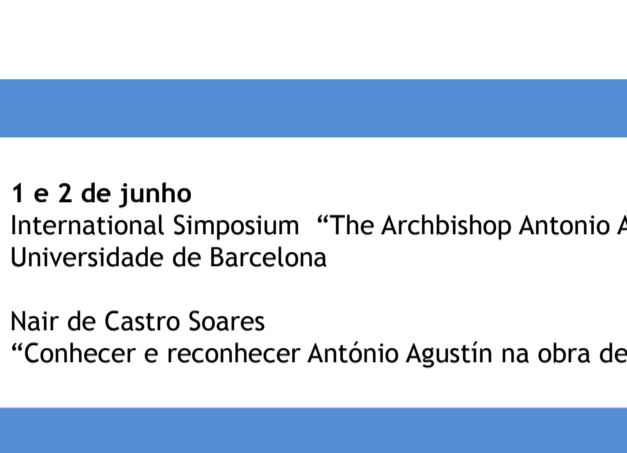 1 e 2 de junho
International Simposium “The Archbishop Antonio
Universidade de Barcelona
Nair de Castro Soares
“Conhecer e reconhecer António Agustín na obra de